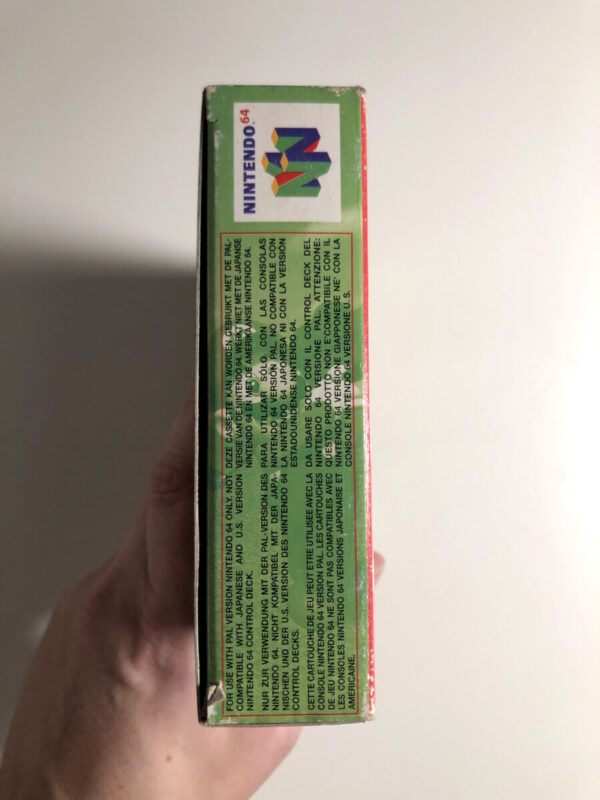 FOR USE WITH PAL VERSION NINTENDO 64 ONLY. NOT
COMPATIBLE WITH JAPANESE AND U.S. VERSION
NINTENDO 64 CONTROL DECK.
NUR ZUR VERWENDUNG MIT DER PAL-VERSION DES
NINTENDO 64. NICHT KOMPATIBEL MIT DER JAPA-
NISCHEN UND DER U.S. VERSION DES NINTENDO 64
CONTROL DECKS.
CETTE CARTOUCHE DE JEU PEUT ETRE UTILISEE AVEC LA
CONSOLE NINTENDO 64 VERSION PAL. LES CARTOUCHES
DE JEU NINTENDO 64 NE SONT PAS COMPATIBLES AVEC
LES CONSOLES NINTENDO 64 VERSIONS JAPONAISE ET
AMERICAINE.
DEZE CASSETTE KAN WORDEN GEBRUIKT MET DE PAL-
VERSIE VAN DE NINTENDO 64. WERKT NIET MET DE JAPANSE
NINTENDO 64 EN MET DE AMERIKAANSE NINTENDO 64.
PARA UTILIZAR SOLO CON LAS CONSOLAS
NINTENDO 64 VERSIÓN PAL. NO COMPATIBLE CON
LA NINTENDO 64 JAPONESA NI CON LA VERSIÓN
ESTADOUNIDENSE NINTENDO 64.
DA USARE SOLO CON IL CONTROL DECK DEL
NINTENDO 64 VERSIONE PAL. ATTENZIONE:
QUESTO PRODOTTO NON E'COMPATIBILE CON IL
NINTENDO 64 VERSIONE GIAPPONESE NE' CON LA
CONSOLE NINTENDO 64 VERSIONE U.S.
NINTENDO 64